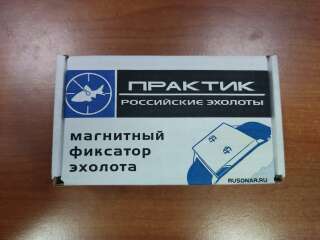 ПРАКТИК
РОССИЙСКИЕ ЭХОЛОТЫ
МАГНИТНЫЙ
ФИКСАТОР
ЭХОЛОТА
RUSONAR.RU